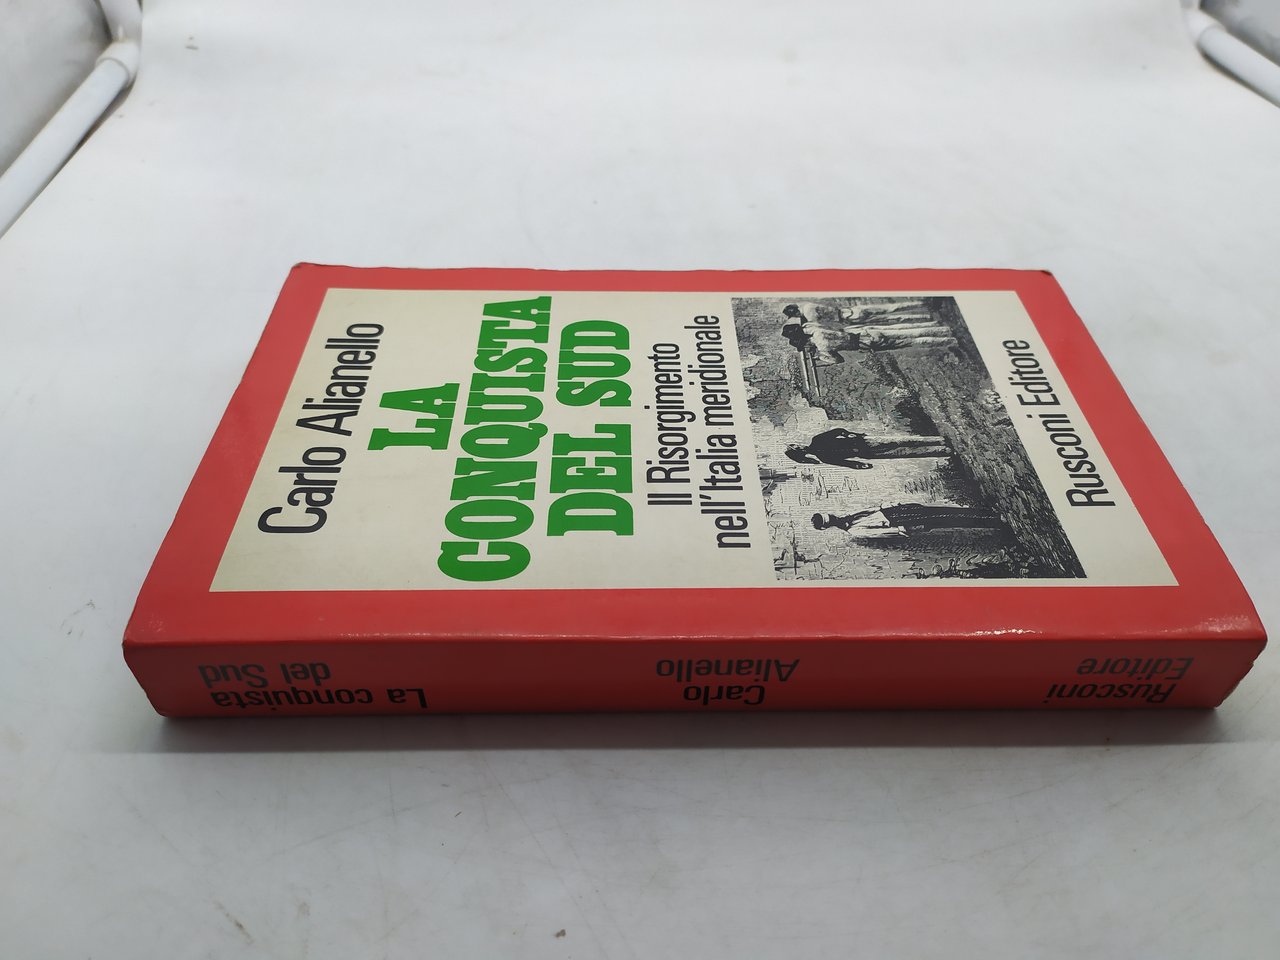 Carlo Alianello
LA
CONQUISTA
DEL SUD
Il Risorgimento
nell'Italia meridionale
Rusconi Editore
La conquista
del Sud
Carlo
Alianello
Rusconi
Editore